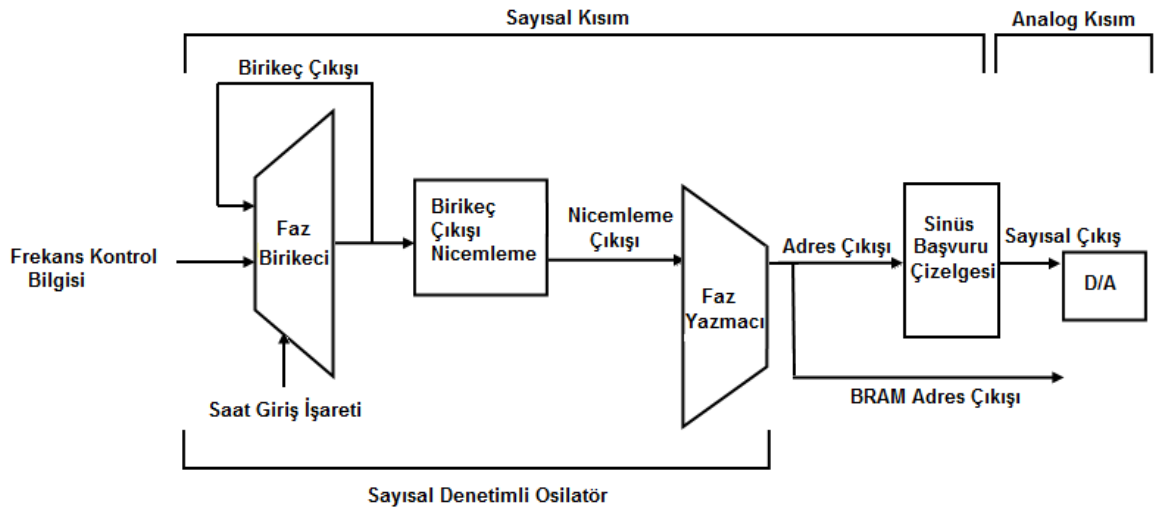 Sayısal Kısım
Analog Kısım
Birikeç Çıkışı
Frekans Kontrol
Bilgisi
Faz
Birikeci
Saat Giriş İşareti
Birikeç
Çıkışı
Nicemleme
Nicemleme
Çıkışı
Faz
Yazmacı
Adres Çıkışı
Sinüs
Başvuru
Çizelgesi
Sayısal Çıkış
D/A
BRAM Adres Çıkışı
Sayısal Denetimli Osilatör